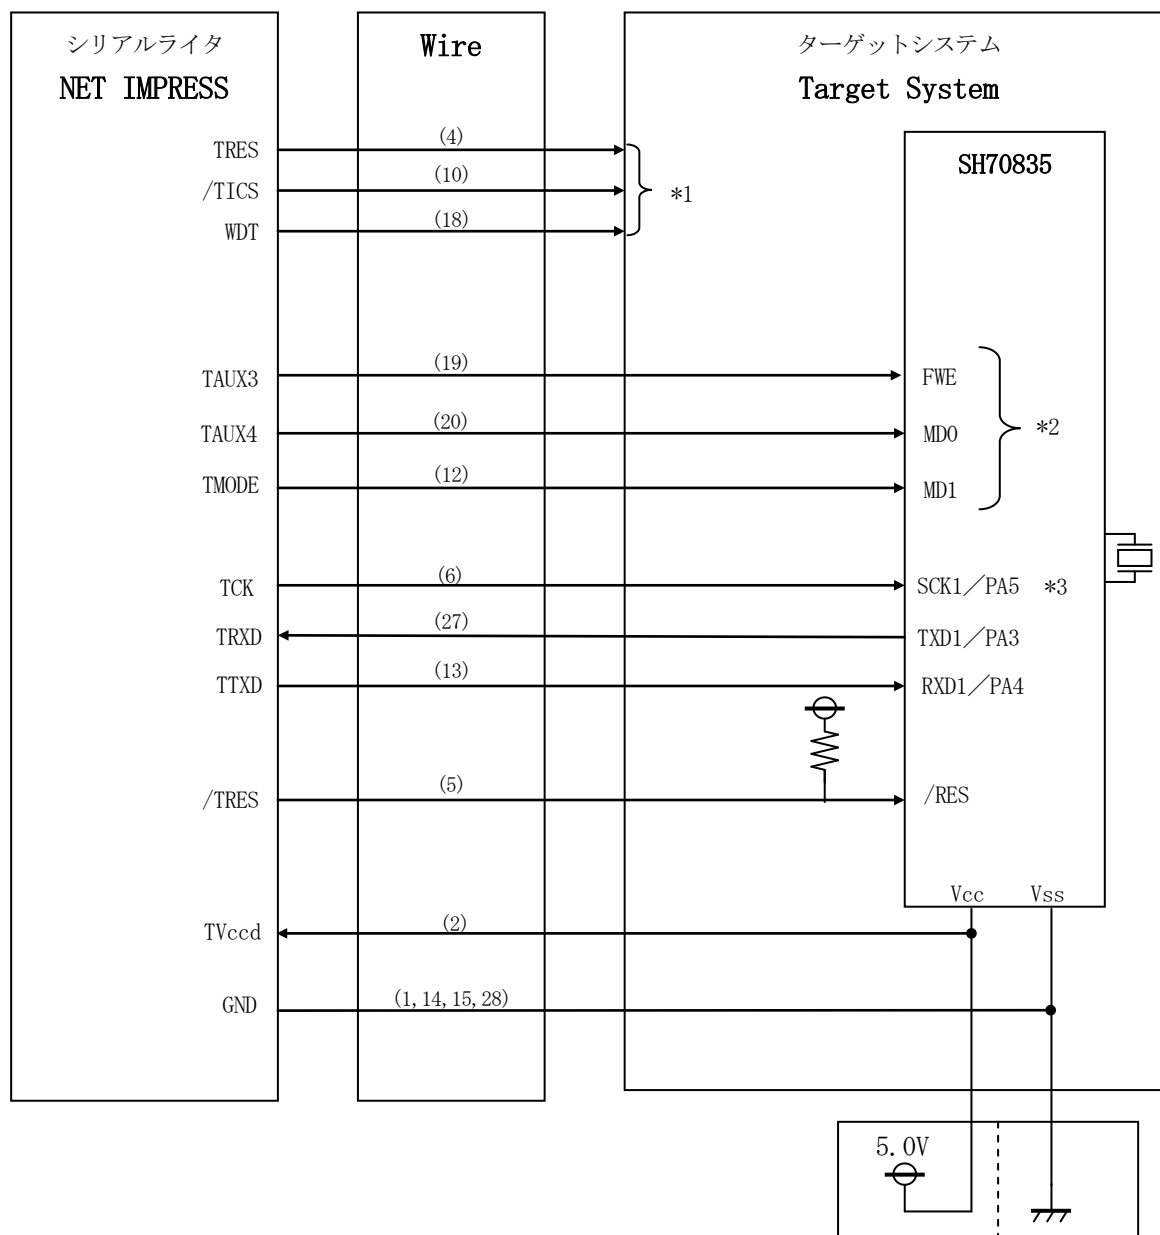 シリアルライタ
NET IMPRESS
Wire
ターゲットシステム
Target System
SH70835
TRES
(4)
/TICS
(10)
*1
WDT
(18)
TAUX3
(19)
FWE
TAUX4
(20)
MD0
*2
TMODE
(12)
MD1
TCK
(6)
SCK1／PA5
*3
TRXD
(27)
TXD1／PA3
TTXD
(13)
RXD1／PA4
/TRES
(5)
/RES
Vcc
Vss
TVccd
(2)
GND
(1,14,15,28)
5.0V